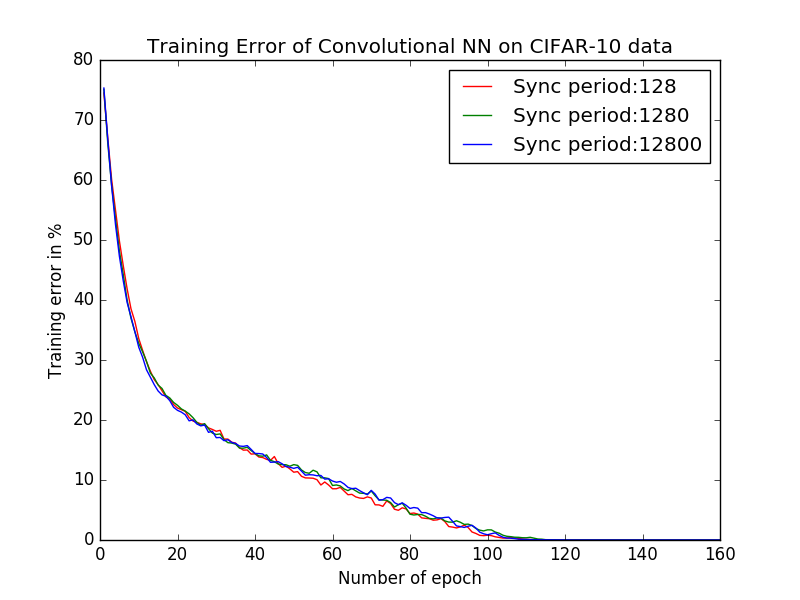 Training Error of Convolutional NN on CIFAR-10 data
Sync period:128
Sync period:1280
Sync period:12800
Training error in %
80
70
60
50
40
30
20
10
0
0 20 40 60 80 100 120 140 160
Number of epoch